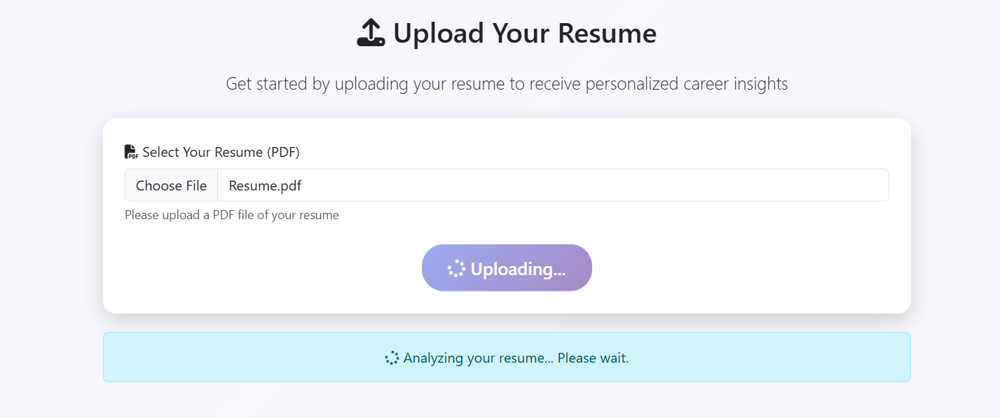 Upload Your Resume
Get started by uploading your resume to receive personalized career insights
PDF Select Your Resume (PDF)
Choose File Resume.pdf
Please upload a PDF file of your resume
Uploading...
Analyzing your resume... Please wait.